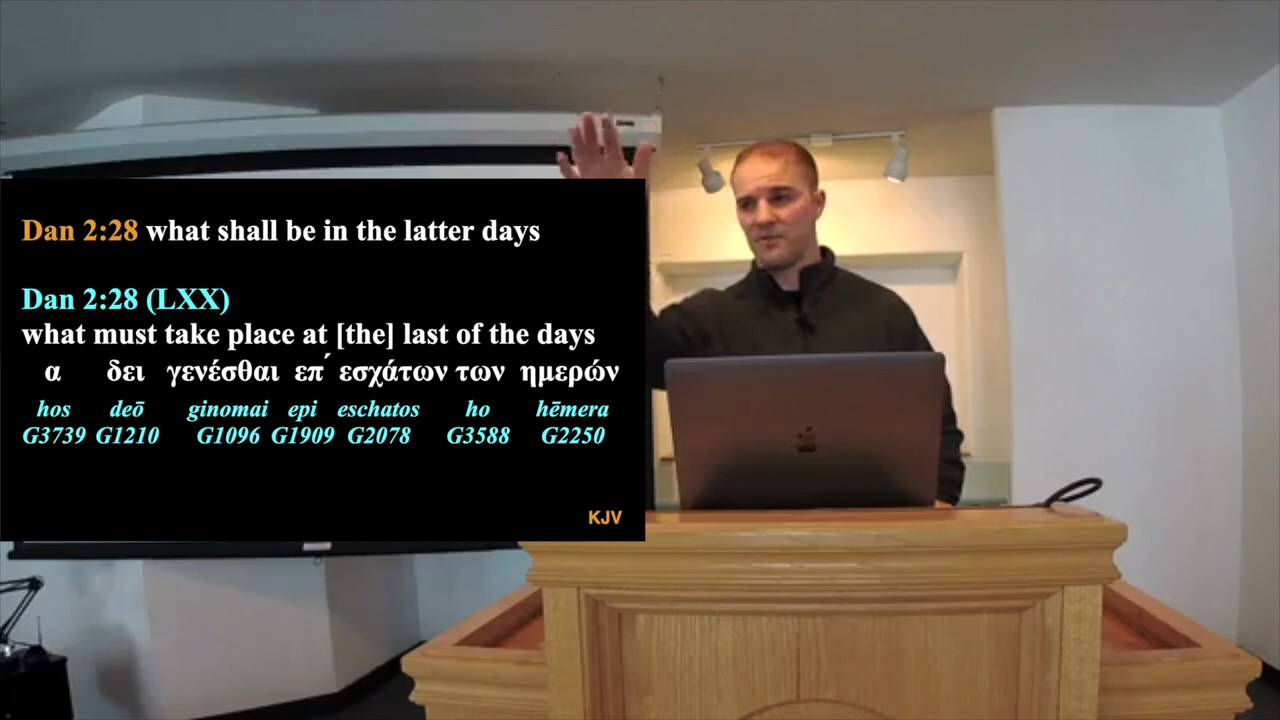 Dan 2:28 what shall be in the latter days
Dan 2:28 (LXX)
what must take place at [the] last of the days
α δει γενέσθαι επ΄ εσχάτων των ημερών
hos deō ginomai epi eschatos ho hēmera
G3739 G1210 G1096 G1909 G2078 G3588 G2250
KJV